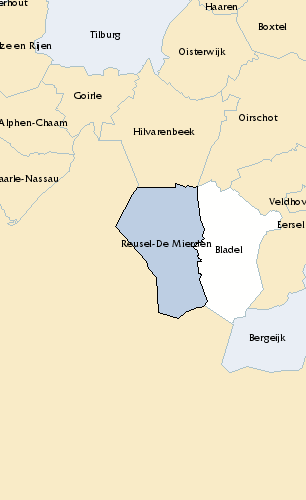 erhout
Haaren
Boxtel
Tilburg
ze en Rijen
Oisterwijk
Goirle
Oirschot
Alphen-Chaam
Hilvarenbeek
aarle-Nassau
Veldhov
Eersel
Reusel-De Mierden
Bladel
Bergeijk